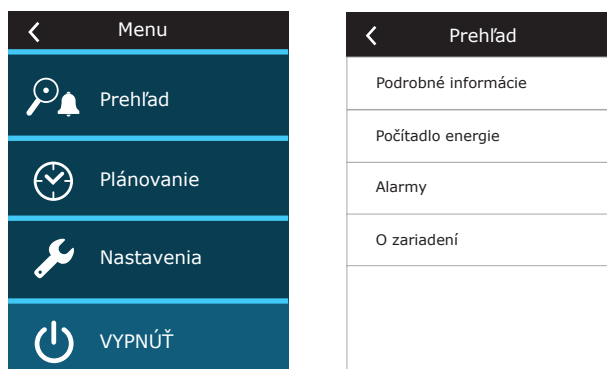 Menu
Prehľad
Plánovanie
Nastavenia
VYPNÚŤ
Prehľad
Podrobné informácie
Počítadlo energie
Alarmy
O zariadení